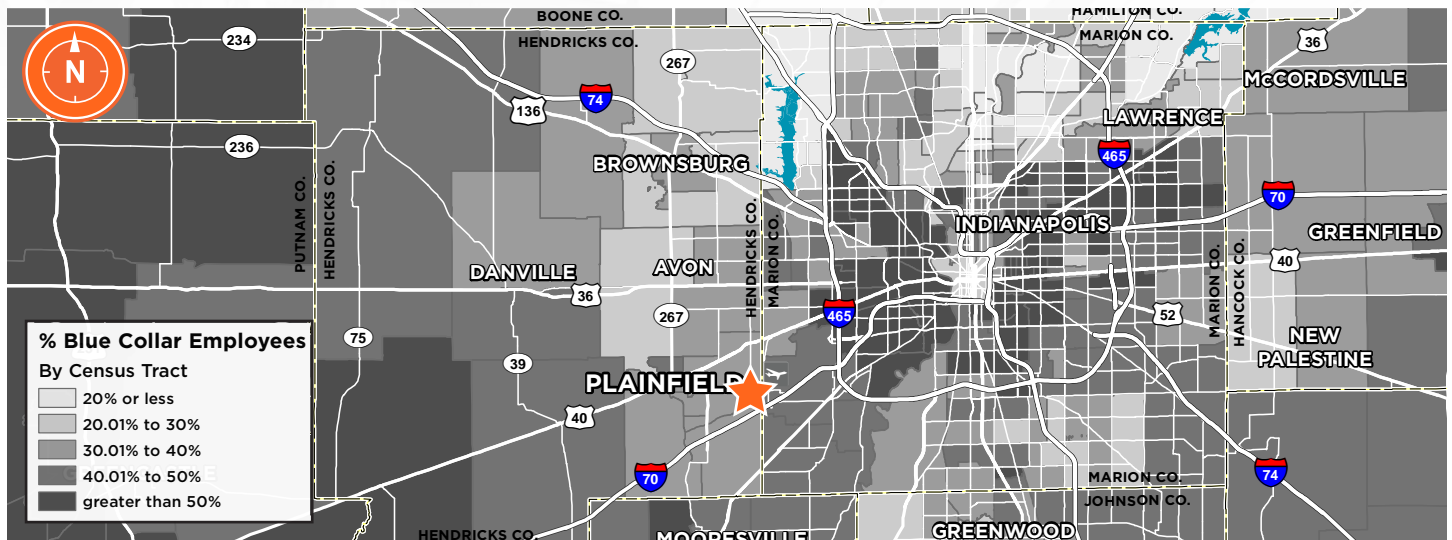 BOONE CO.
HENDRICKS CO.
HAMILTON CO.
MARION CO.
234
267
36
N
McCORDSVILLE
74
136
LAWRENCE
236
465
BROWNSBURG
70
PUTNAM CO.
HENDRICKS CO.
HENDRICKS CO.
MARION CO.
INDIANAPOLIS
MARION CO.
HANCOCK CO.
GREENFIELD
DANVILLE
AVON
40
36
267
465
52
% Blue Collar Employees
By Census Tract
20% or less
20.01% to 30%
30.01% to 40%
40.01% to 50%
greater than 50%
75
39
NEW
PALESTINE
PLAINFIELD
40
70
74
MARION CO.
JOHNSON CO.
HENDRICKS CO.
MOORESVILLE
GREENWOOD